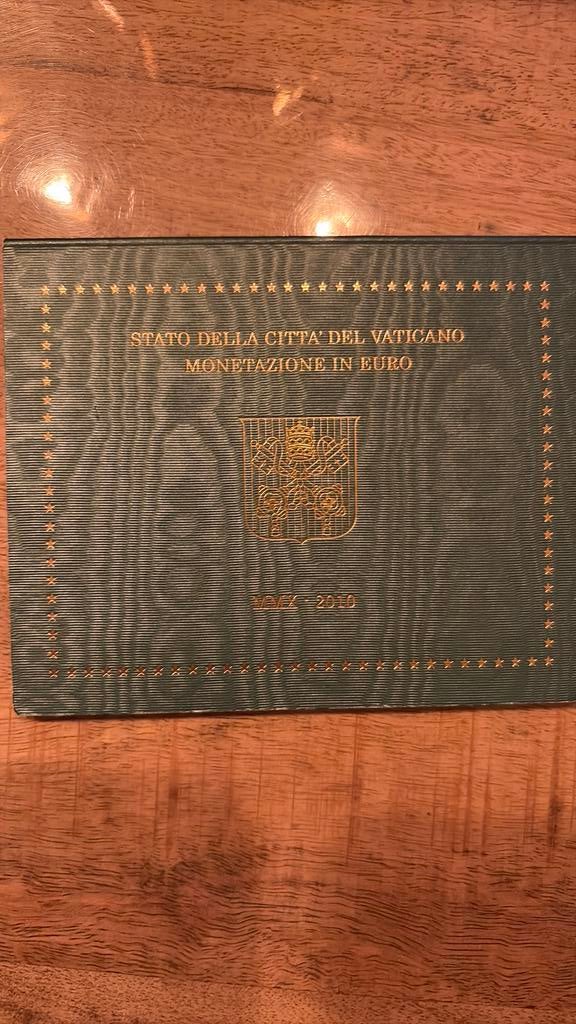 STATO DELLA CITTA' DEL VATICANO
MONETAZIONE IN EURO
MMX · 2010